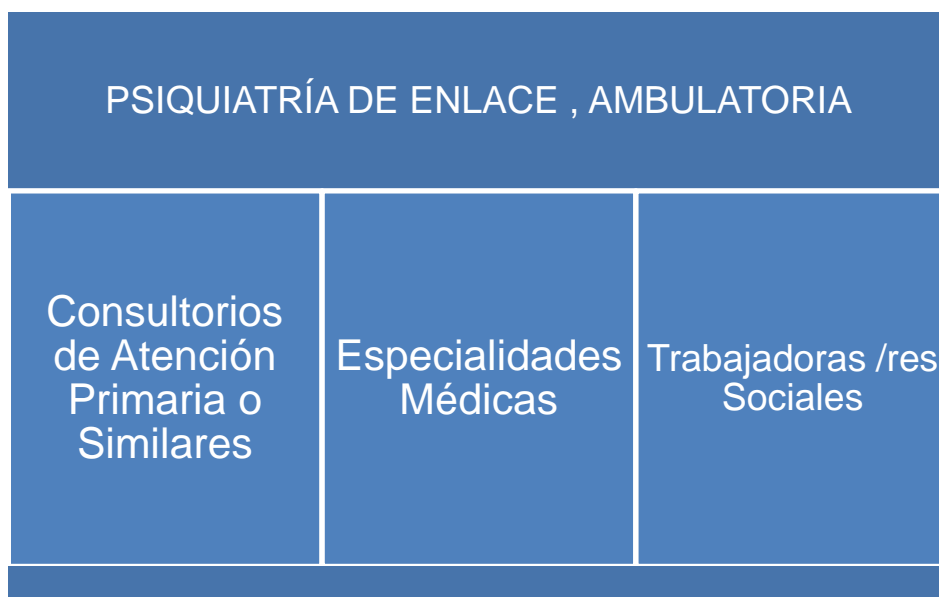 PSIQUIATRÍA DE ENLACE , AMBULATORIA
Consultorios
de Atención
Primaria o
Similares
Especialidades
Médicas
Trabajadoras /res
Sociales